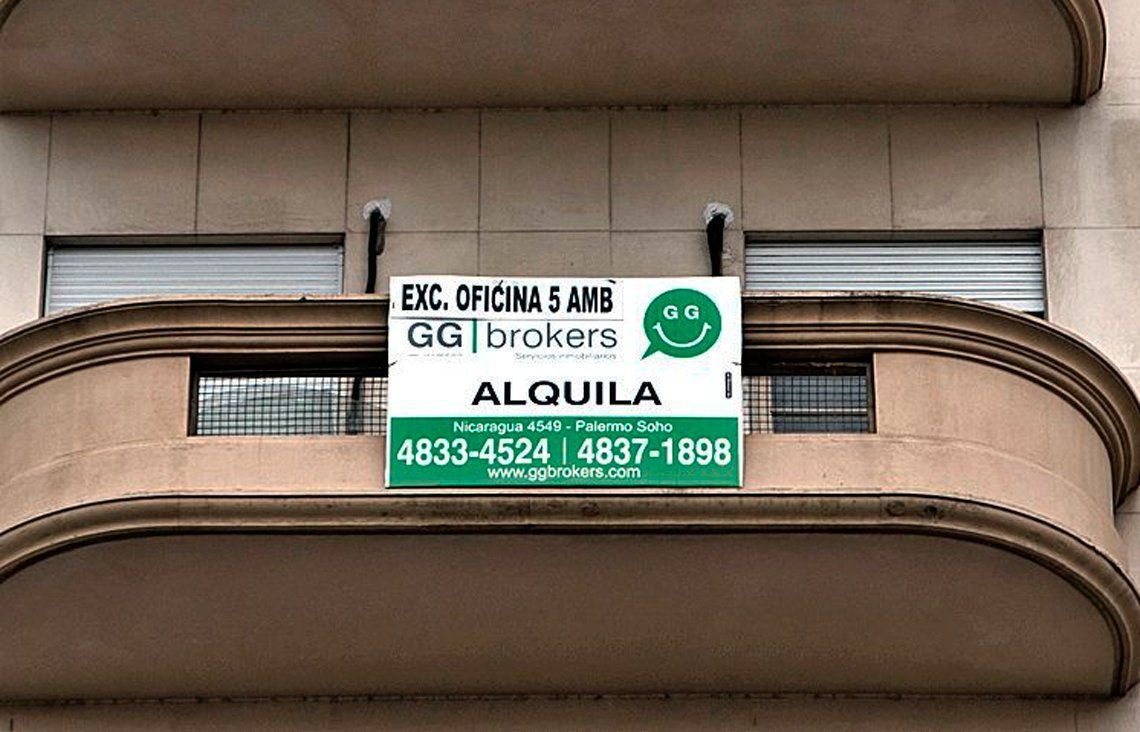 EXC. OFICINA 5 AMB
GG
GG | brokers
Servicios inmobiliarios
ALQUILA
Nicaragua 4549 - Palermo Soho
4833-4524 | 4837-1898
www.ggbrokers.com